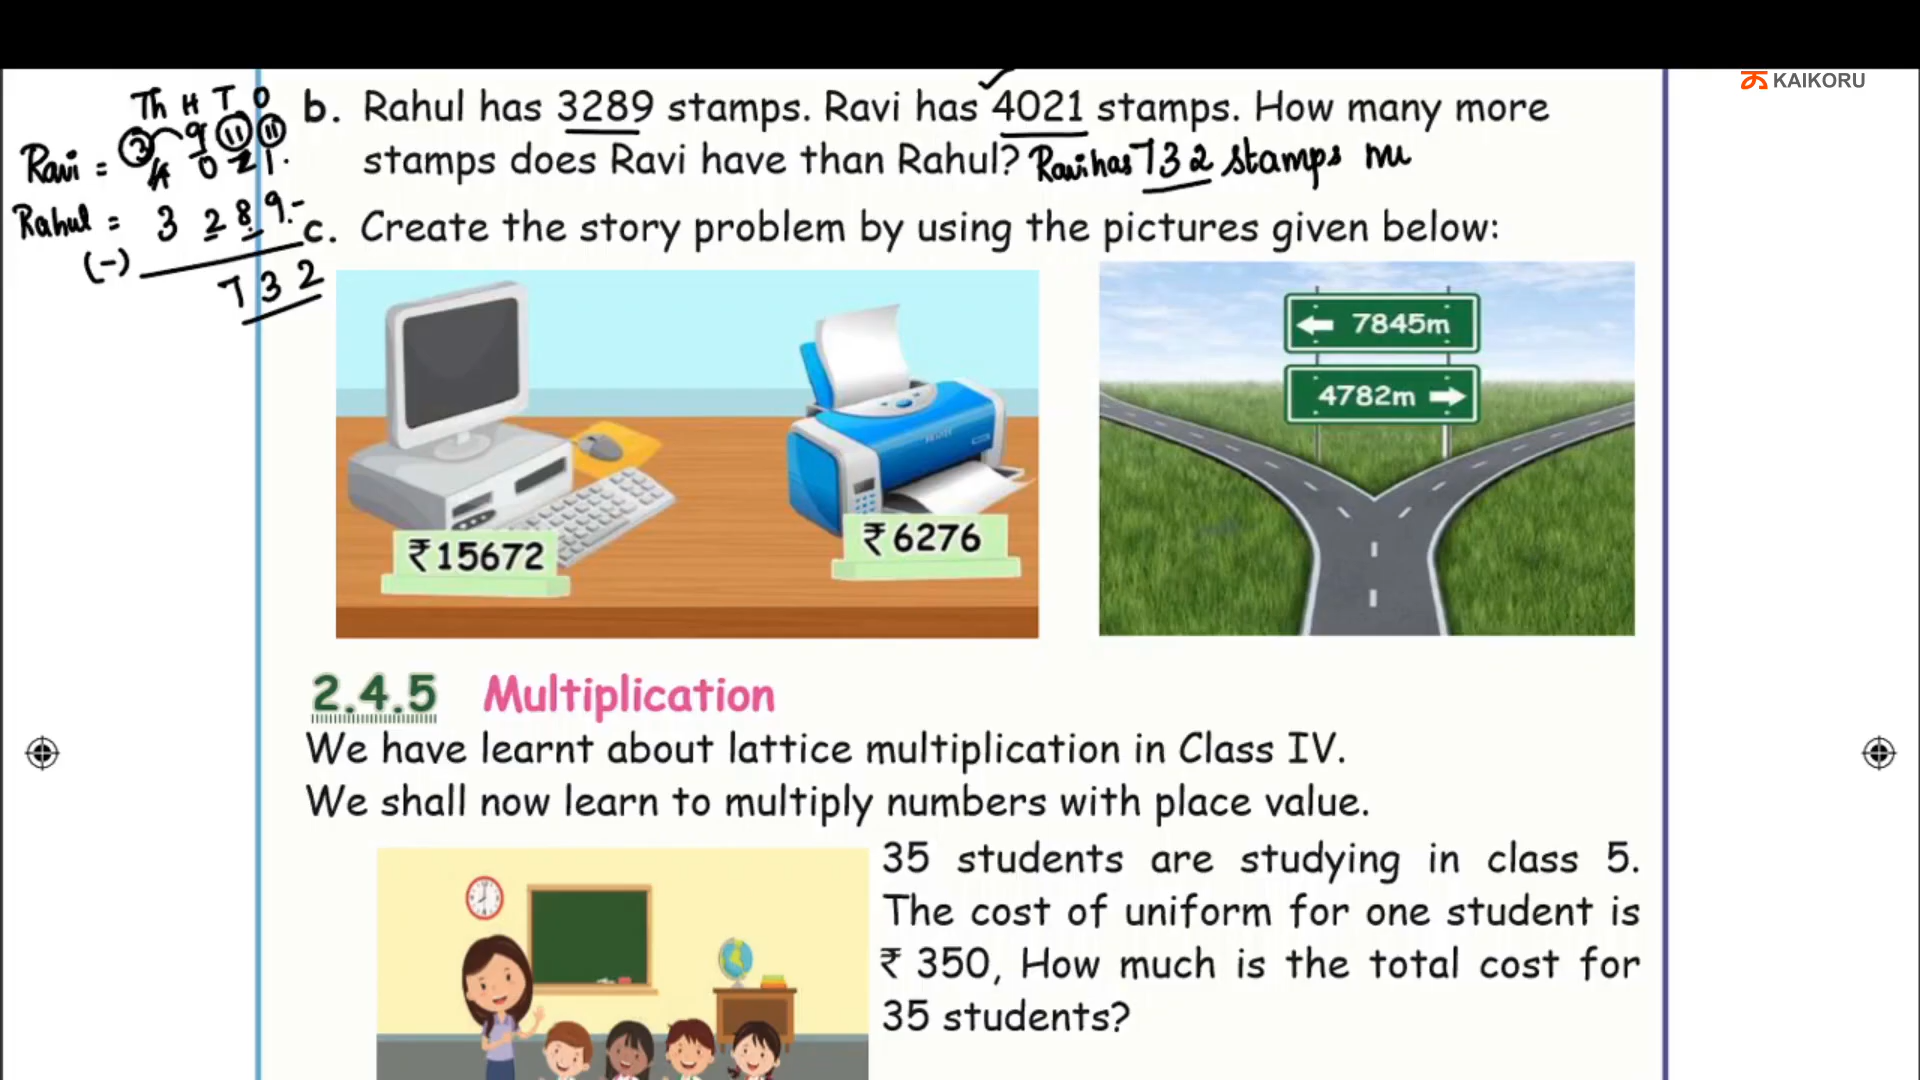 KAIKORU
Th H T O
3 9 11 11
Ravi = 4 0 2 1.
Rahul = 3 2 8 9.-
(-)
7 3 2
b. Rahul has 3289 stamps. Ravi has 4021 stamps. How many more
stamps does Ravi have than Rahul? Ravi has 732 stamps
c. Create the story problem by using the pictures given below:
₹15672
₹6276
7845m
4782m
2.4.5 Multiplication
We have learnt about lattice multiplication in Class IV.
We shall now learn to multiply numbers with place value.
35 students are studying in class 5.
The cost of uniform for one student is
₹ 350, How much is the total cost for
35 students?